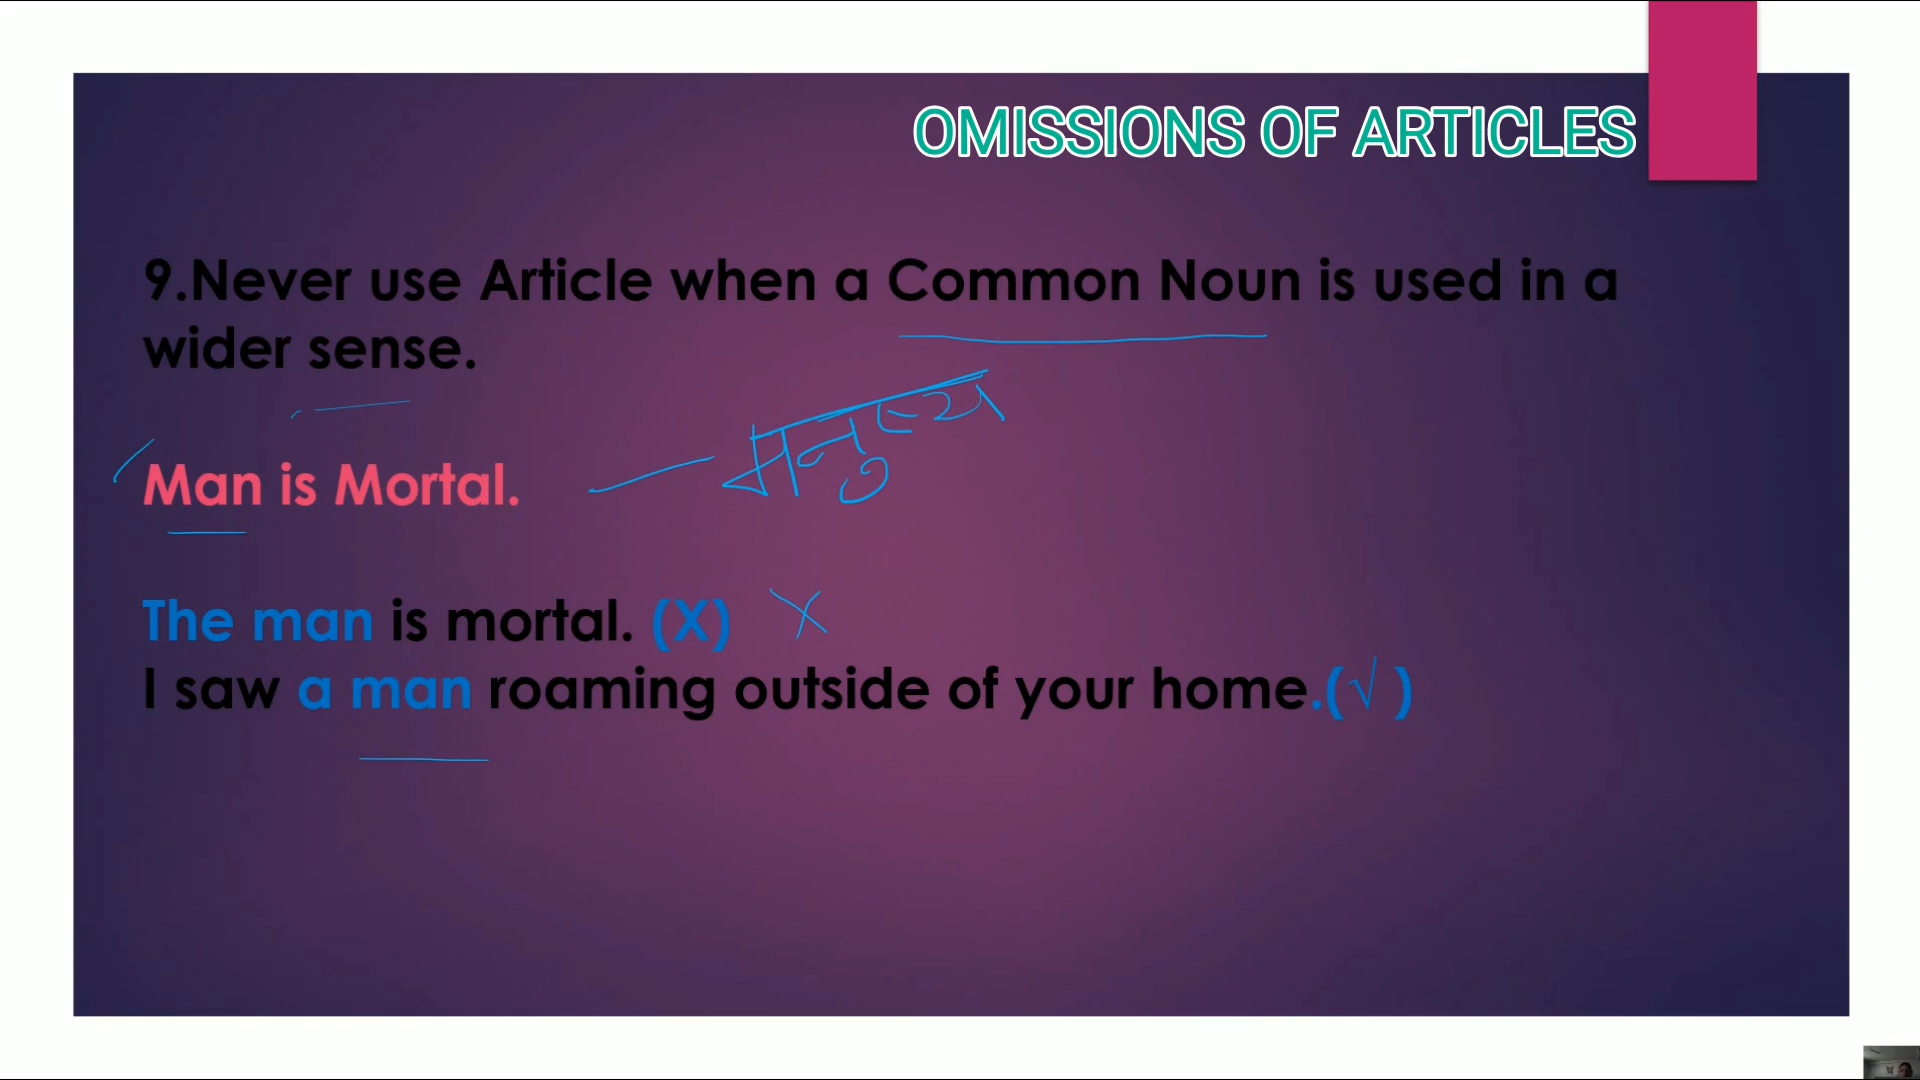 OMISSIONS OF ARTICLES
9.Never use Article when a Common Noun is used in a
wider sense.
Man is Mortal.
The man is mortal. (X) X
I saw a man roaming outside of your home.(√ )